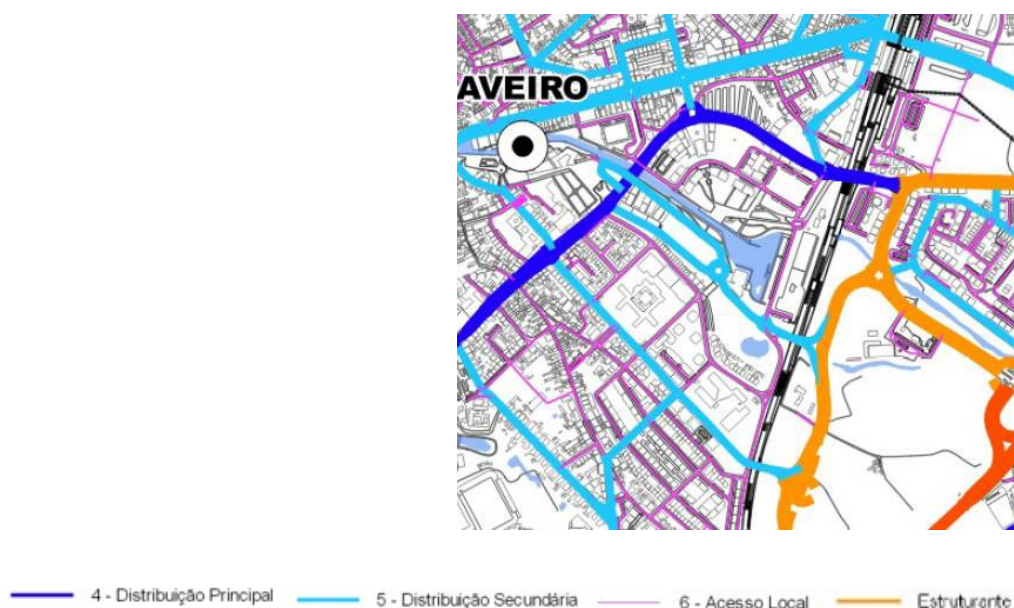 AVEIRO
4 - Distribuição Principal
5 - Distribuição Secundária
6 - Acesso Local
Estruturante